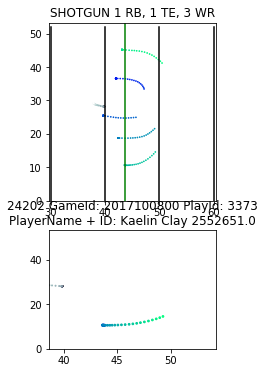 SHOTGUN 1 RB, 1 TE, 3 WR
50
40
30
20
10
0
30 40 50 60
24202 GameId: 2017100800 PlayId: 3373
PlayerName + ID: Kaelin Clay 2552651.0
40
20
0
40 45 50